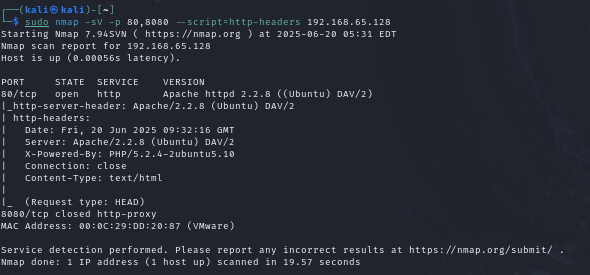 ┌──(kali㉿kali)-[~]
└─$ sudo nmap -sV -p 80,8080 --script=http-headers 192.168.65.128
Starting Nmap 7.94SVN ( https://nmap.org ) at 2025-06-20 05:31 EDT
Nmap scan report for 192.168.65.128
Host is up (0.00056s latency).

PORT     STATE  SERVICE    VERSION
80/tcp   open   http       Apache httpd 2.2.8 ((Ubuntu) DAV/2)
|_http-server-header: Apache/2.2.8 (Ubuntu) DAV/2
| http-headers:
|   Date: Fri, 20 Jun 2025 09:32:16 GMT
|   Server: Apache/2.2.8 (Ubuntu) DAV/2
|   X-Powered-By: PHP/5.2.4-2ubuntu5.10
|   Connection: close
|   Content-Type: text/html
|
|_  (Request type: HEAD)
8080/tcp closed http-proxy
MAC Address: 00:0C:29:DD:20:87 (VMware)

Service detection performed. Please report any incorrect results at https://nmap.org/submit/ .
Nmap done: 1 IP address (1 host up) scanned in 19.57 seconds